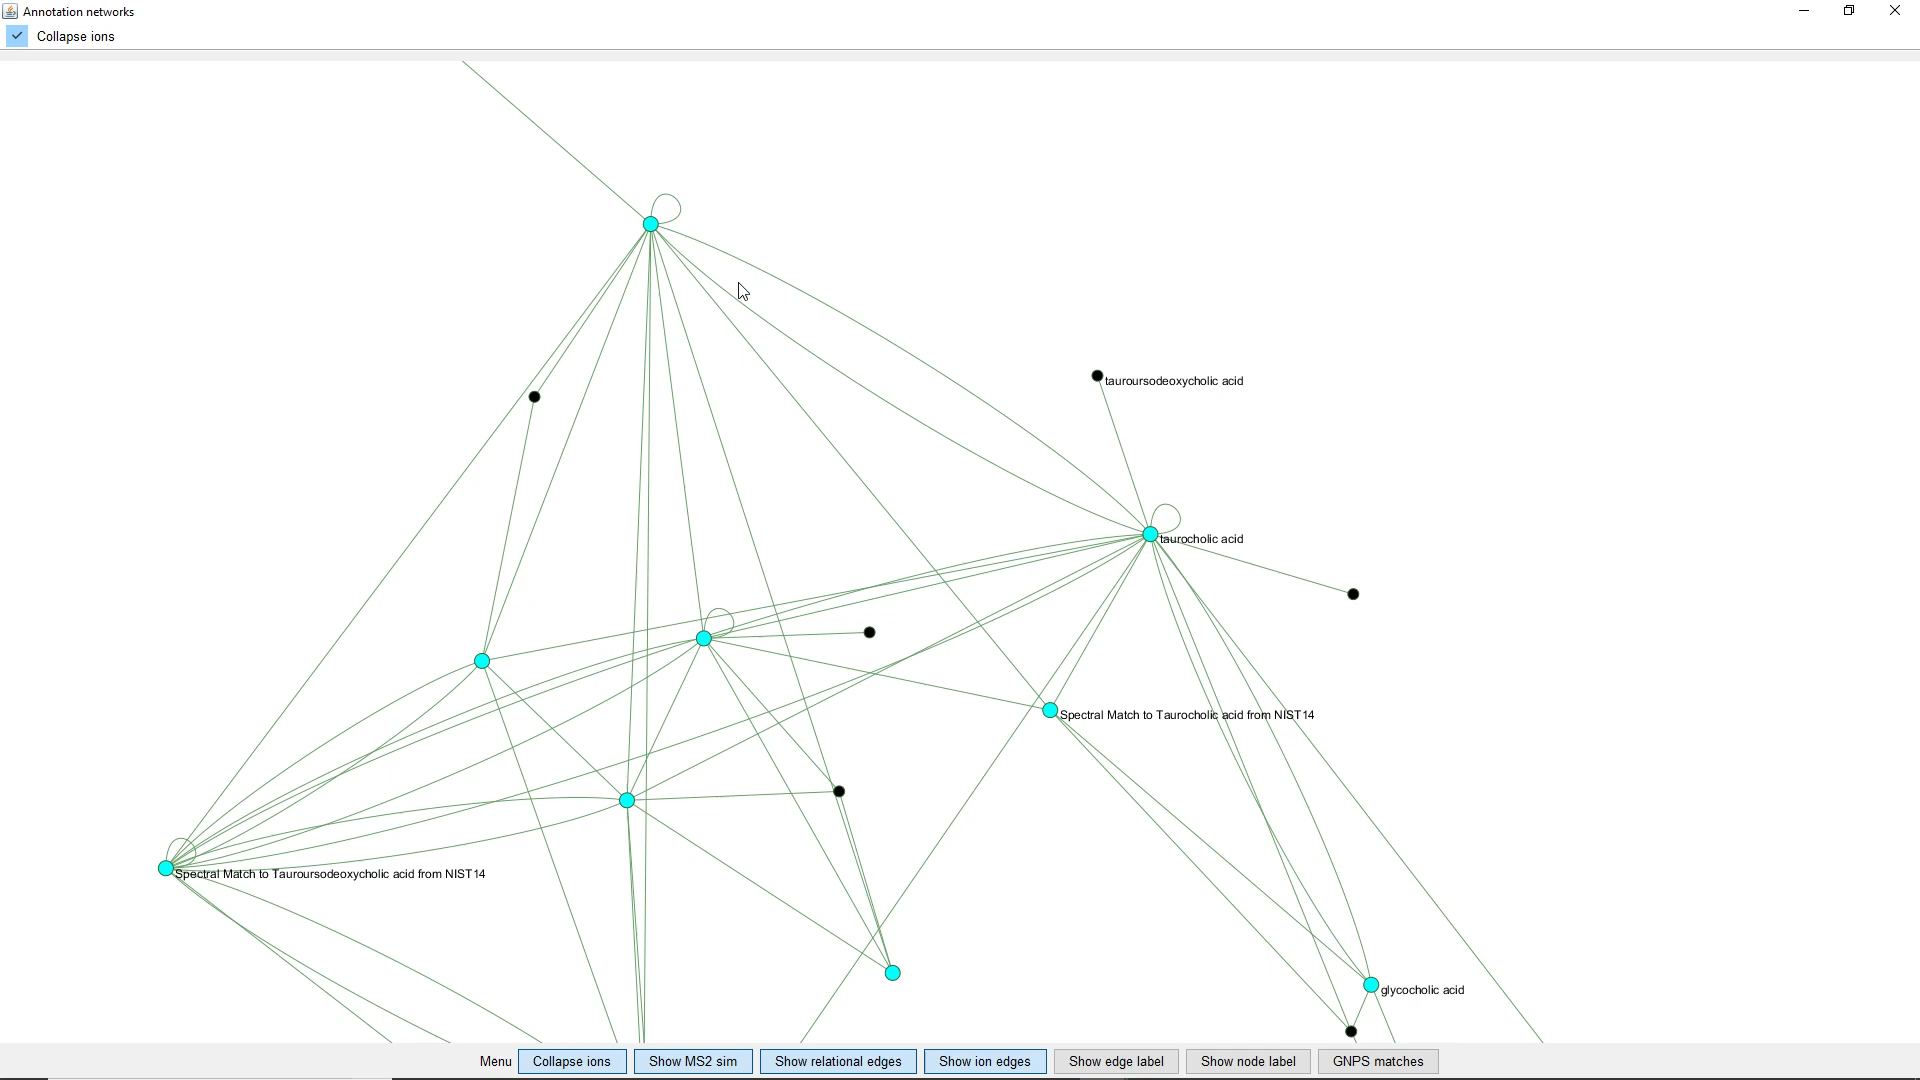 Annotation networks
Collapse ions
tauroursodeoxycholic acid
taurocholic acid
Spectral Match to Taurocholic acid from NIST14
Spectral Match to Tauroursodeoxycholic acid from NIST14
glycocholic acid
Menu Collapse ions Show MS2 sim Show relational edges Show ion edges Show edge label Show node label GNPS matches